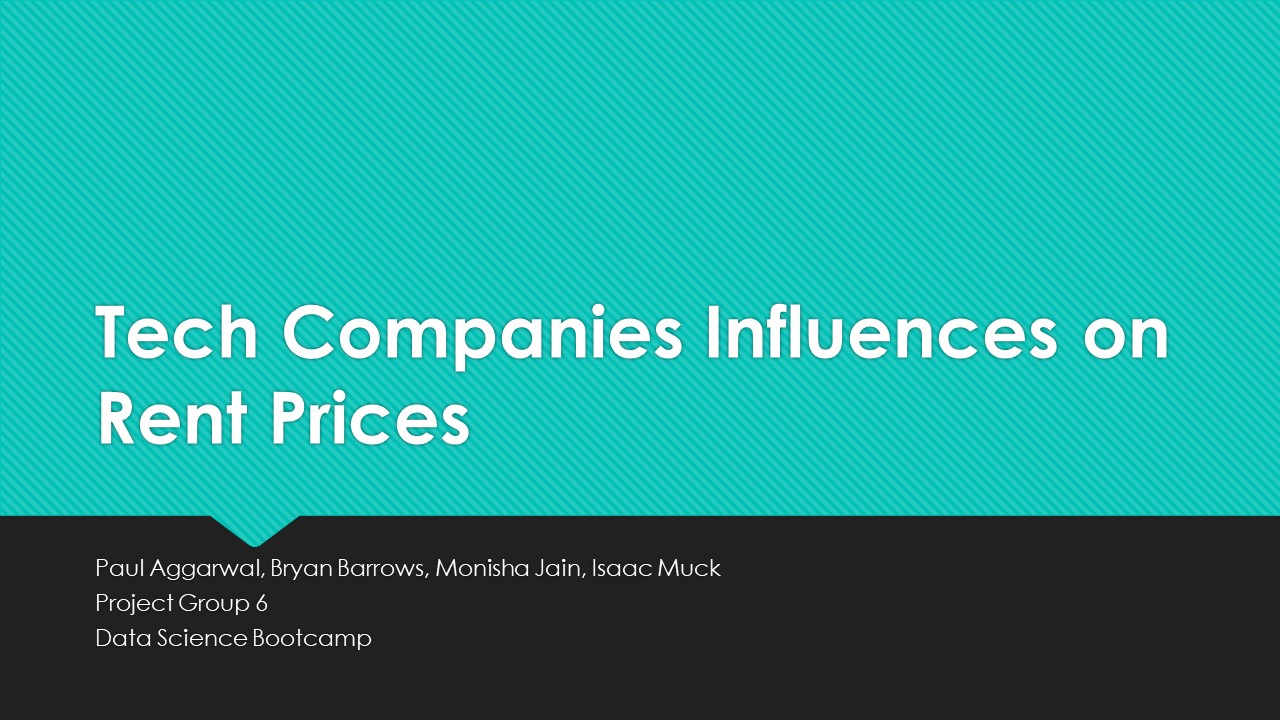 Tech Companies Influences on
Rent Prices
Paul Aggarwal, Bryan Barrows, Monisha Jain, Isaac Muck
Project Group 6
Data Science Bootcamp